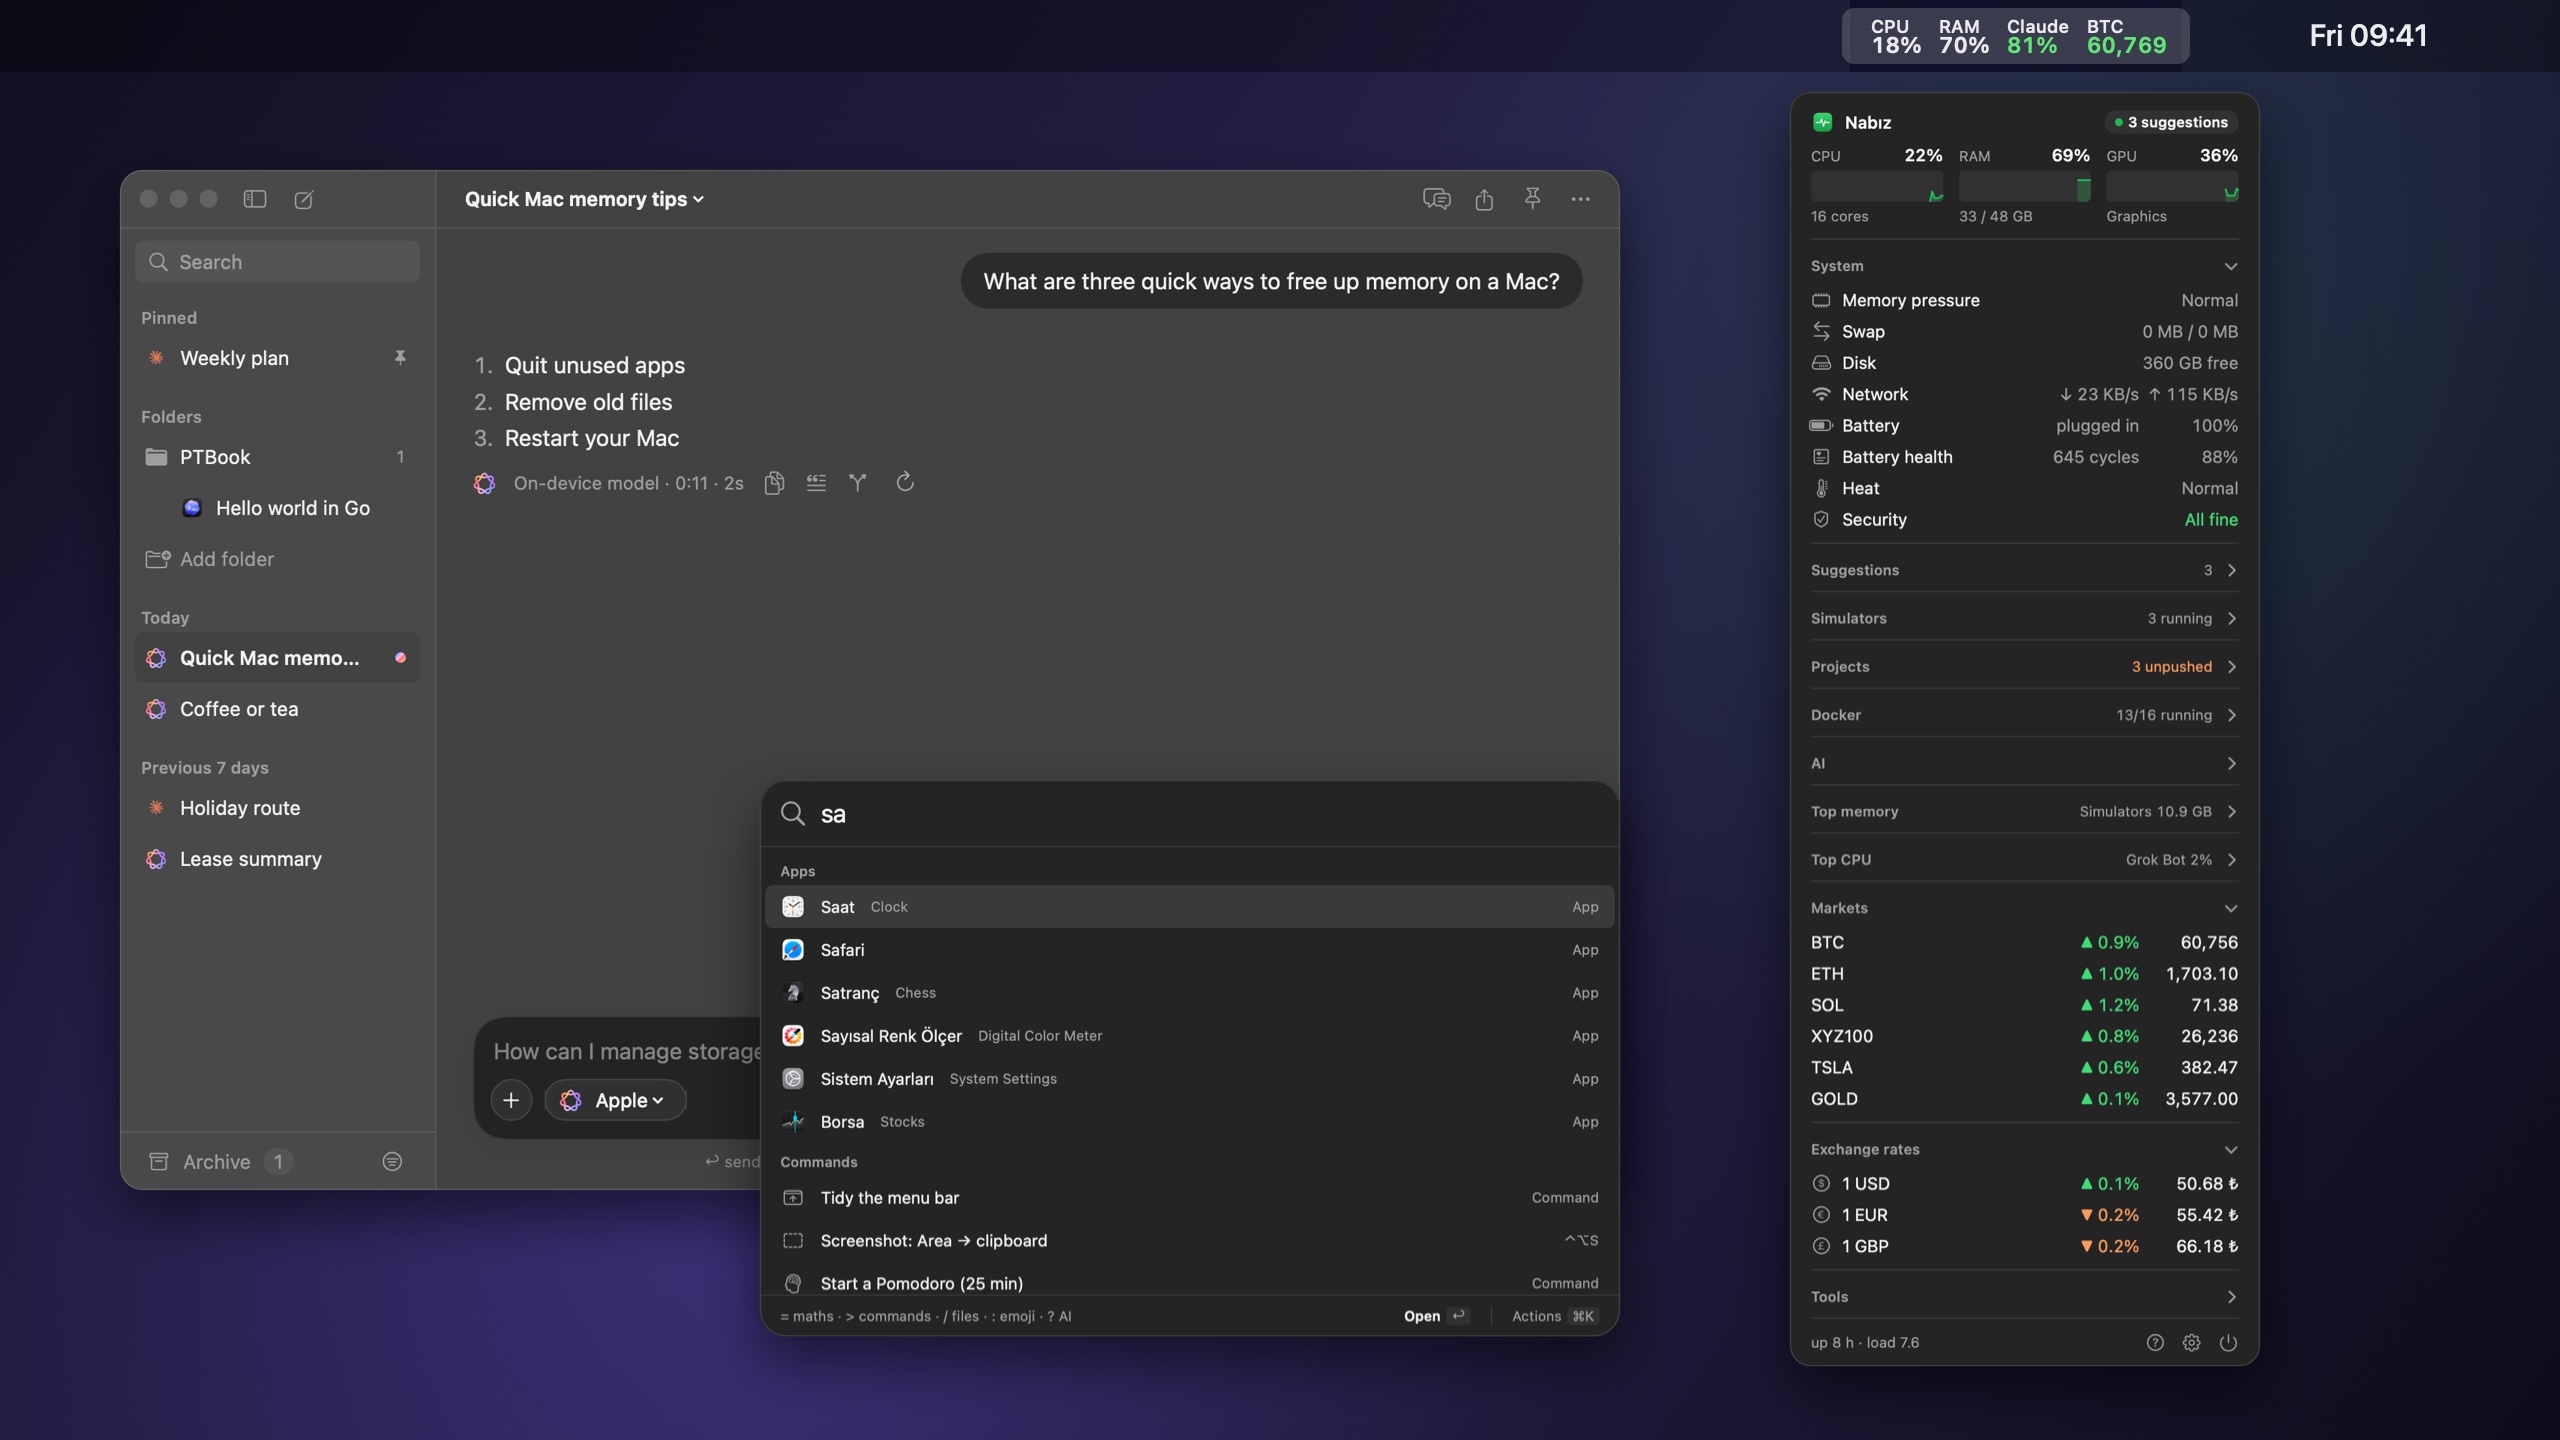 CPU RAM Claude BTC
18% 70% 81% 60,769
Fri 09:41
Quick Mac memory tips
Search
Pinned
Weekly plan
Folders
PTBook 1
Hello world in Go
Add folder
Today
Quick Mac memo...
Coffee or tea
Previous 7 days
Holiday route
Lease summary
Archive 1
What are three quick ways to free up memory on a Mac?
1. Quit unused apps
2. Remove old files
3. Restart your Mac
On-device model · 0:11 · 2s
How can I manage storage
Apple
↩ send
sa
Apps
Saat Clock App
Safari App
Satranç Chess App
Sayısal Renk Ölçer Digital Color Meter App
Sistem Ayarları System Settings App
Borsa Stocks App
Commands
Tidy the menu bar Command
Screenshot: Area → clipboard ^⌥S
Start a Pomodoro (25 min) Command
= maths · > commands · / files · : emoji · ? AI
Open ↩ Actions ⌘K
Nabız 3 suggestions
CPU 22% RAM 69% GPU 36%
16 cores 33 / 48 GB Graphics
System
Memory pressure Normal
Swap 0 MB / 0 MB
Disk 360 GB free
Network ↓ 23 KB/s ↑ 115 KB/s
Battery plugged in 100%
Battery health 645 cycles 88%
Heat Normal
Security All fine
Suggestions 3
Simulators 3 running
Projects 3 unpushed
Docker 13/16 running
AI
Top memory Simulators 10.9 GB
Top CPU Grok Bot 2%
Markets
BTC ▲ 0.9% 60,756
ETH ▲ 1.0% 1,703.10
SOL ▲ 1.2% 71.38
XYZ100 ▲ 0.8% 26,236
TSLA ▲ 0.6% 382.47
GOLD ▲ 0.1% 3,577.00
Exchange rates
1 USD ▲ 0.1% 50.68 ₺
1 EUR ▼ 0.2% 55.42 ₺
1 GBP ▼ 0.2% 66.18 ₺
Tools
up 8 h · load 7.6